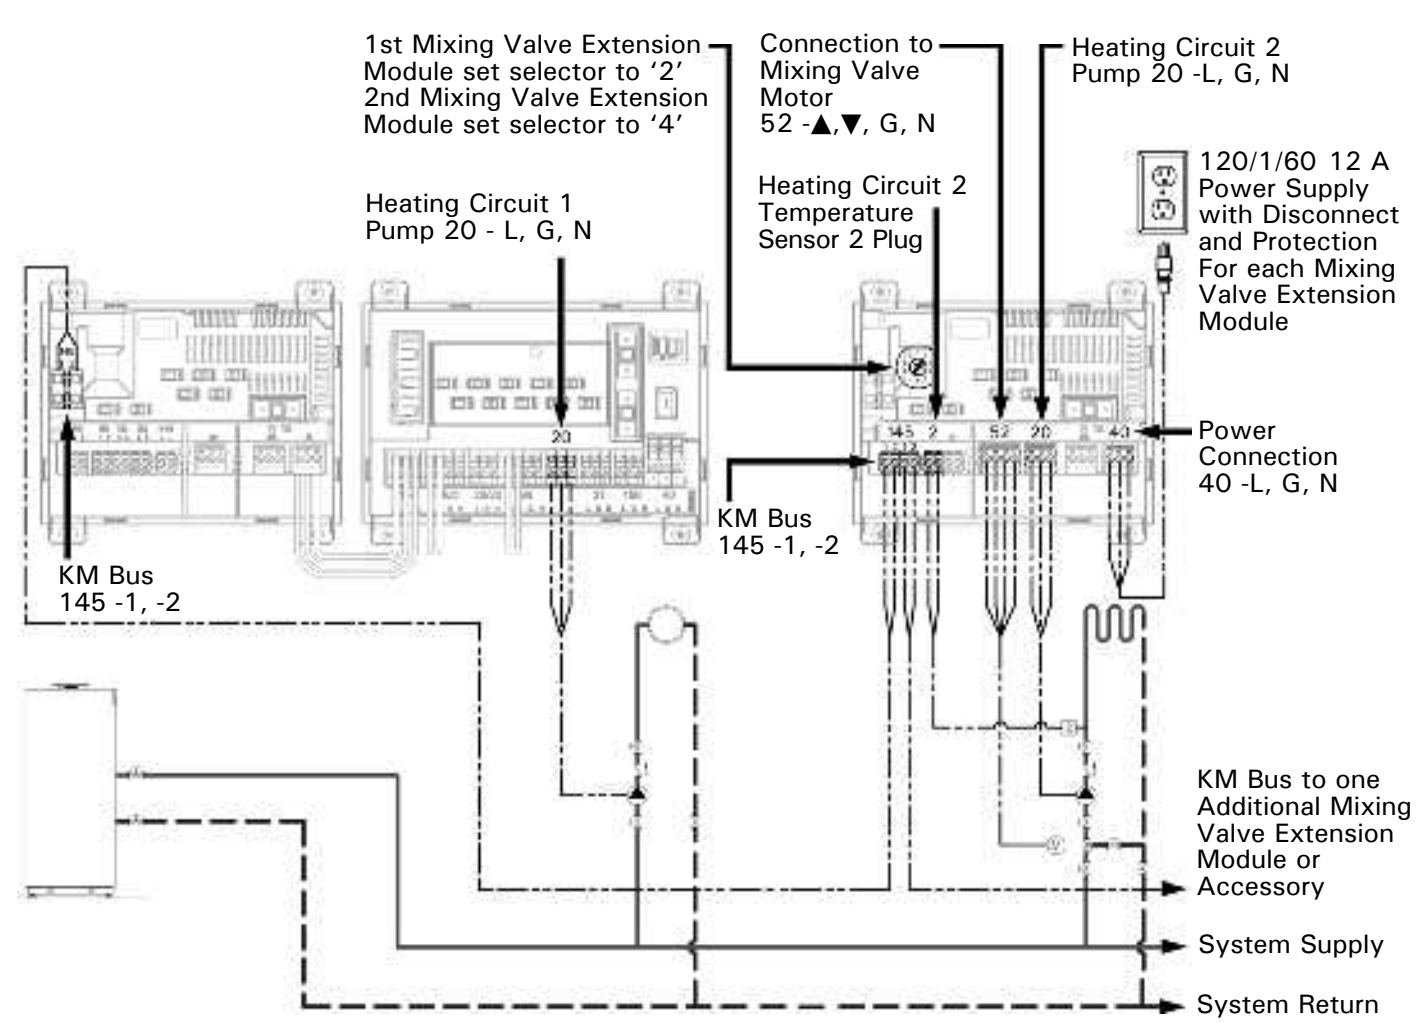 1st Mixing Valve Extension
Module set selector to ‘2’
2nd Mixing Valve Extension
Module set selector to ‘4’
Connection to
Mixing Valve
Motor
52 -▲,▼, G, N
Heating Circuit 2
Pump 20 -L, G, N
120/1/60 12 A
Power Supply
with Disconnect
and Protection
For each Mixing
Valve Extension
Module
Heating Circuit 1
Pump 20 - L, G, N
Heating Circuit 2
Temperature
Sensor 2 Plug
20
145 2 52 20 40
Power
Connection
40 -L, G, N
KM Bus
145 -1, -2
KM Bus
145 -1, -2
KM Bus to one
Additional Mixing
Valve Extension
Module or
Accessory
System Supply
System Return